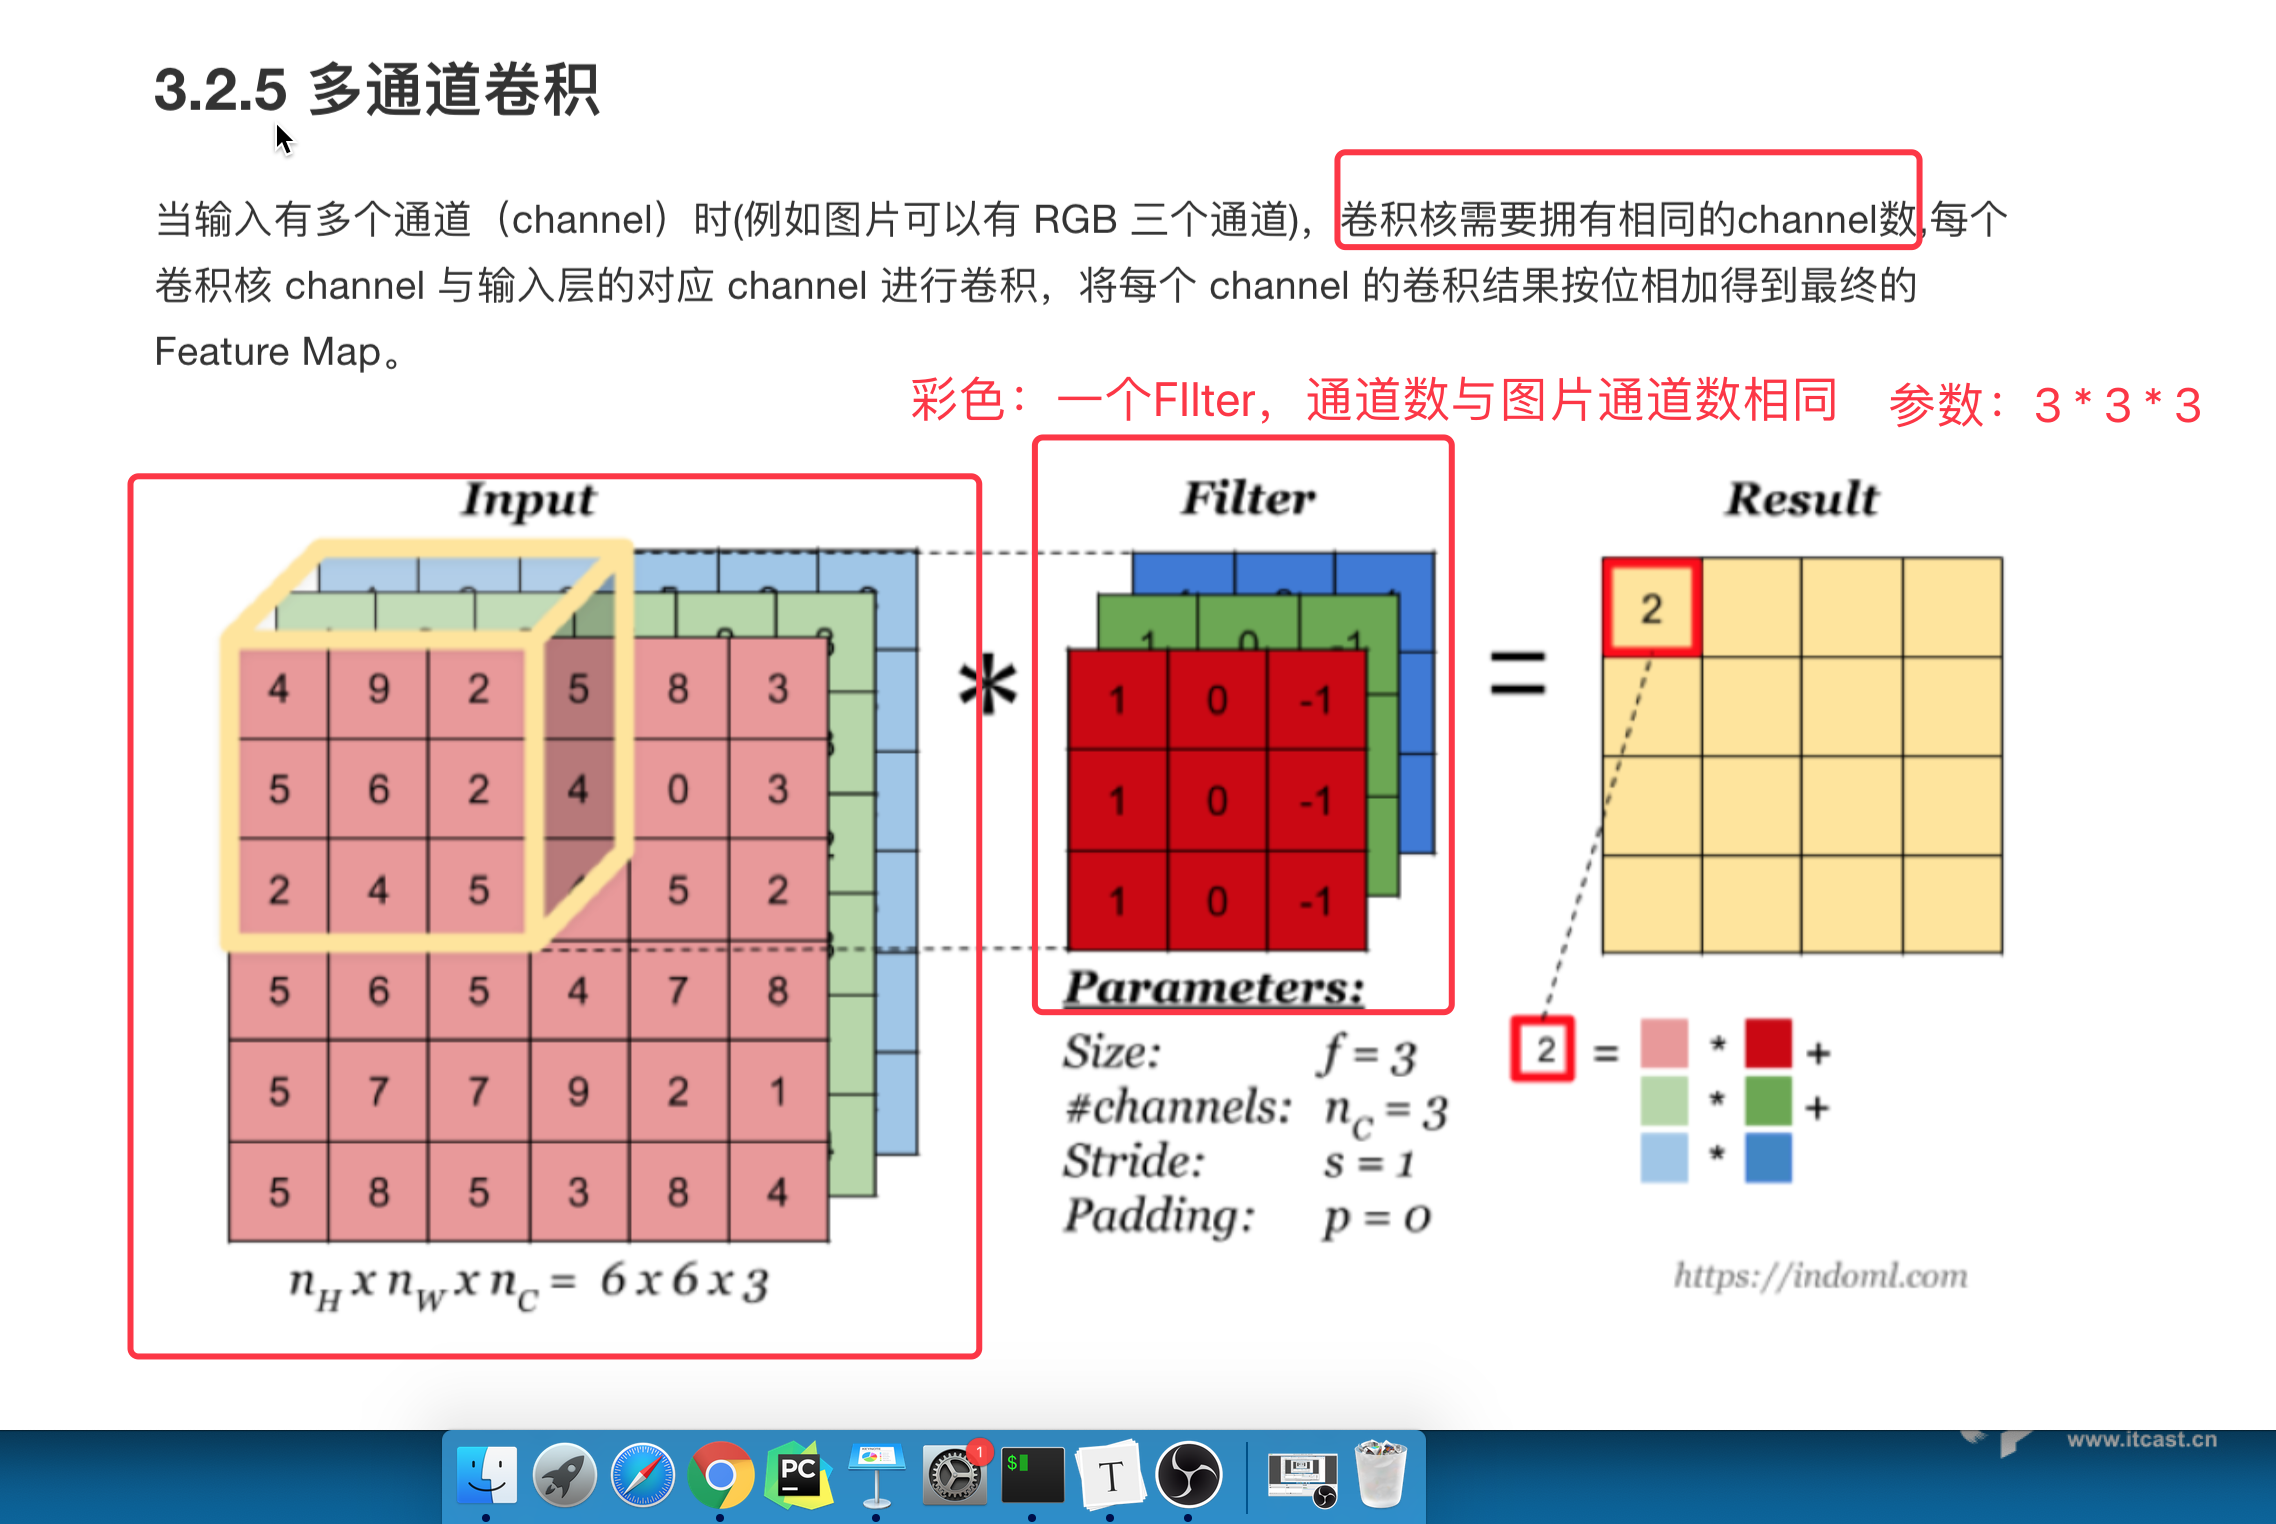 3.2.5 多通道卷积
当输入有多个通道（channel）时(例如图片可以有 RGB 三个通道)，卷积核需要拥有相同的channel数,每个
卷积核 channel 与输入层的对应 channel 进行卷积，将每个 channel 的卷积结果按位相加得到最终的
Feature Map。
彩色：一个FIlter，通道数与图片通道数相同 参数：3 * 3 * 3
Input
Filter
Result
4 9 2 5 8 3
5 6 2 4 0 3
2 4 5 5 2
5 6 5 4 7 8
5 7 7 9 2 1
5 8 5 3 8 4
nH x nW x nC = 6 x 6 x 3
*
1 0 -1
1 0 -1
1 0 -1
1 0 -1
Parameters:
Size: f = 3
#channels: nC = 3
Stride: s = 1
Padding: p = 0
=
2
2 = * +
* +
*
https://indoml.com
www.itcast.cn
1
PC
$
T